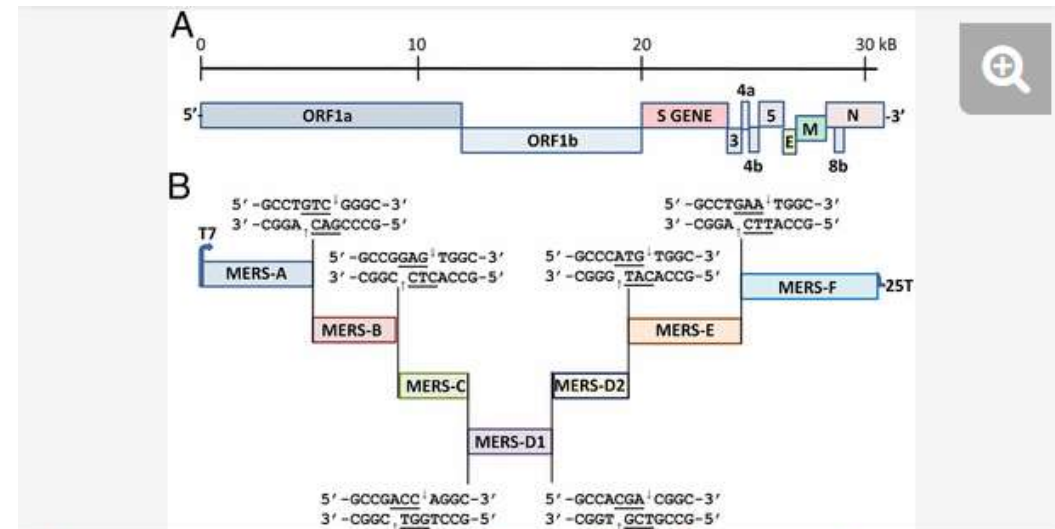 A
0 10 20 30 kB
4a
5'- ORF1a S GENE 5 N -3'
ORF1b 3 E M
4b 8b
B
5'-GCCTGTC↓GGGC-3' 5'-GCCTGAA↓TGGC-3'
3'-CGGA↑CAGCCCG-5' 3'-CGGA↑CTTACCG-5'
T7
5'-GCCGGAG↓TGGC-3' 5'-GCCCATG↓TGGC-3'
3'-CGGC↑CTCACCG-5' 3'-CGGG↑TACACCG-5'
MERS-A MERS-F -25T
MERS-B MERS-E
MERS-C MERS-D2
MERS-D1
5'-GCCGACC↓AGGC-3' 5'-GCCACGA↓CGGC-3'
3'-CGGC↑TGGTCCG-5' 3'-CGGT↑GCTGCCG-5'